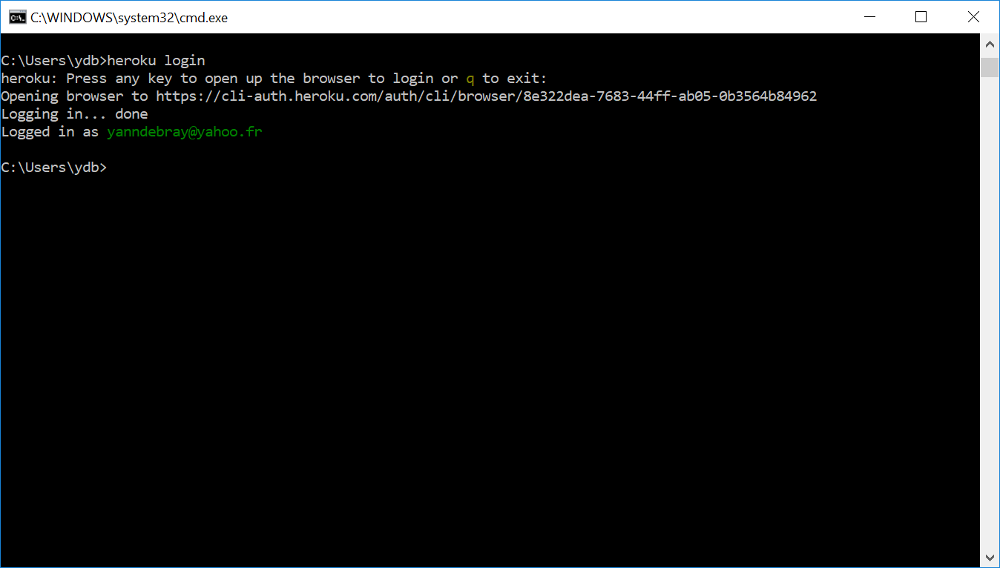 C:\WINDOWS\system32\cmd.exe
C:\Users\ydb>heroku login
heroku: Press any key to open up the browser to login or q to exit:
Opening browser to https://cli-auth.heroku.com/auth/cli/browser/8e322dea-7683-44ff-ab05-0b3564b84962
Logging in... done
Logged in as yanndebray@yahoo.fr
C:\Users\ydb>